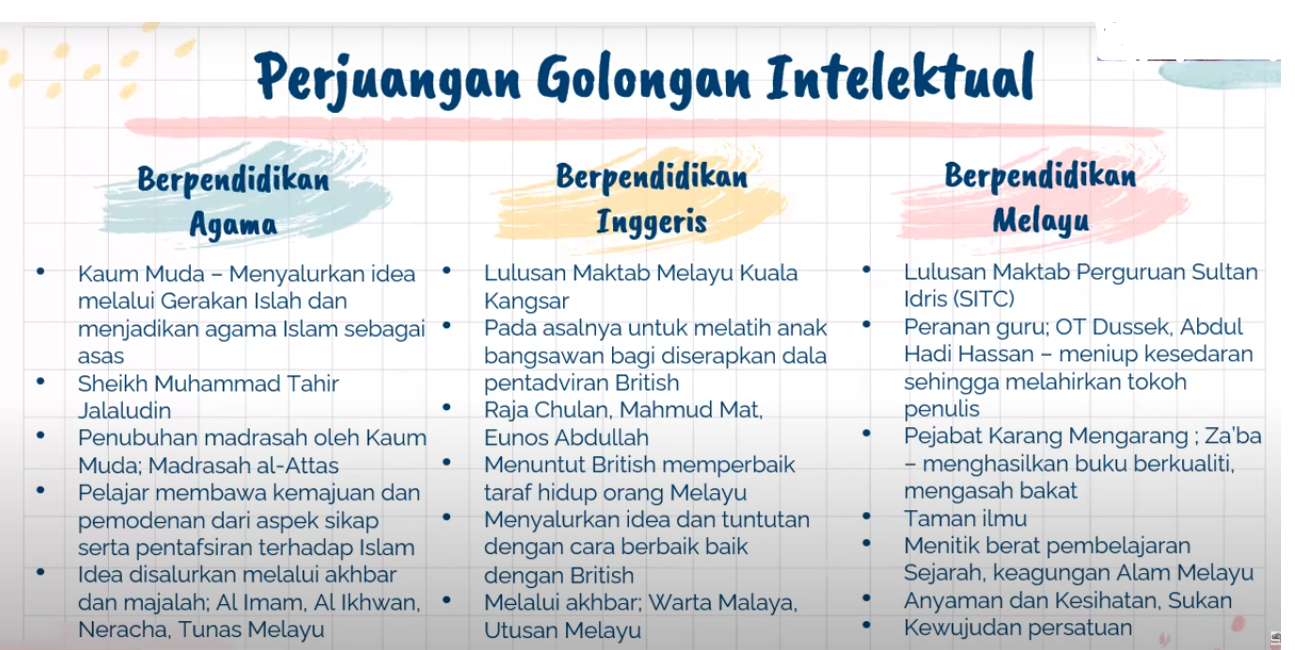 Perjuangan Golongan Intelektual
Berpendidikan
Agama
• Kaum Muda – Menyalurkan idea
melalui Gerakan Islah dan
menjadikan agama Islam sebagai
asas
• Sheikh Muhammad Tahir
Jalaludin
• Penubuhan madrasah oleh Kaum
Muda; Madrasah al-Attas
• Pelajar membawa kemajuan dan
pemodenan dari aspek sikap
serta pentafsiran terhadap Islam
• Idea disalurkan melalui akhbar
dan majalah; Al Imam, Al Ikhwan,
Neracha, Tunas Melayu
Berpendidikan
Inggeris
• Lulusan Maktab Melayu Kuala
Kangsar
• Pada asalnya untuk melatih anak
bangsawan bagi diserapkan dala
pentadviran British
• Raja Chulan, Mahmud Mat,
Eunos Abdullah
• Menuntut British memperbaik
taraf hidup orang Melayu
• Menyalurkan idea dan tuntutan
dengan cara berbaik baik
dengan British
• Melalui akhbar; Warta Malaya,
Utusan Melayu
Berpendidikan
Melayu
• Lulusan Maktab Perguruan Sultan
Idris (SITC)
• Peranan guru; OT Dussek, Abdul
Hadi Hassan – meniup kesedaran
sehingga melahirkan tokoh
penulis
• Pejabat Karang Mengarang ; Za'ba
– menghasilkan buku berkualiti,
mengasah bakat
• Taman ilmu
• Menitik berat pembelajaran
Sejarah, keagungan Alam Melayu
• Anyaman dan Kesihatan, Sukan
• Kewujudan persatuan